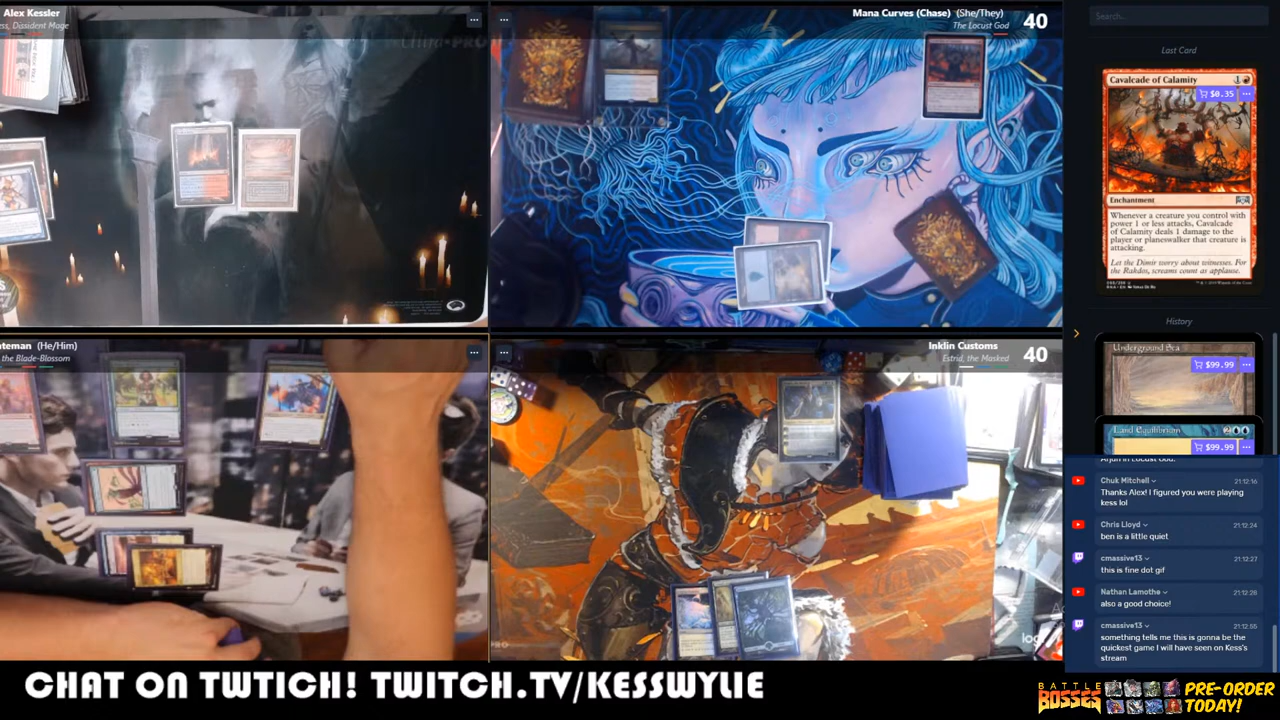 Alex Kessler
ess, Dissident Mage
Mana Curves (Chase) (She/They)
The Locust God
40
Search...
Last Card
Cavalcade of Calamity
$0.35
Enchantment
Whenever a creature you control with
power 1 or less attacks, Cavalcade
of Calamity deals 1 damage to the
player or planeswalker that creature is
attacking.
Let the Dimir worry about witnesses. For
the Rakdos, screams count as applause.
History
Underground Sea
$99.99
Land Equilibrium
$99.99
ateman (He/Him)
the Blade-Blossom
Inklin Customs
Estrid, the Masked
40
Arjun in Locust God.
Chuk Mitchell
21:12:16
Thanks Alex! I figured you were playing
kess lol
Chris Lloyd
21:12:24
ben is a little quiet
cmassive13
21:12:27
this is fine dot gif
Nathan Lamothe
21:12:28
also a good choice!
cmassive13
21:12:55
something tells me this is gonna be the
quickest game I will have seen on Kess's
stream
CHAT ON TWTICH! TWITCH.TV/KESSWYLIE
BATTLE
BOSSES
PRE-ORDER
TODAY!